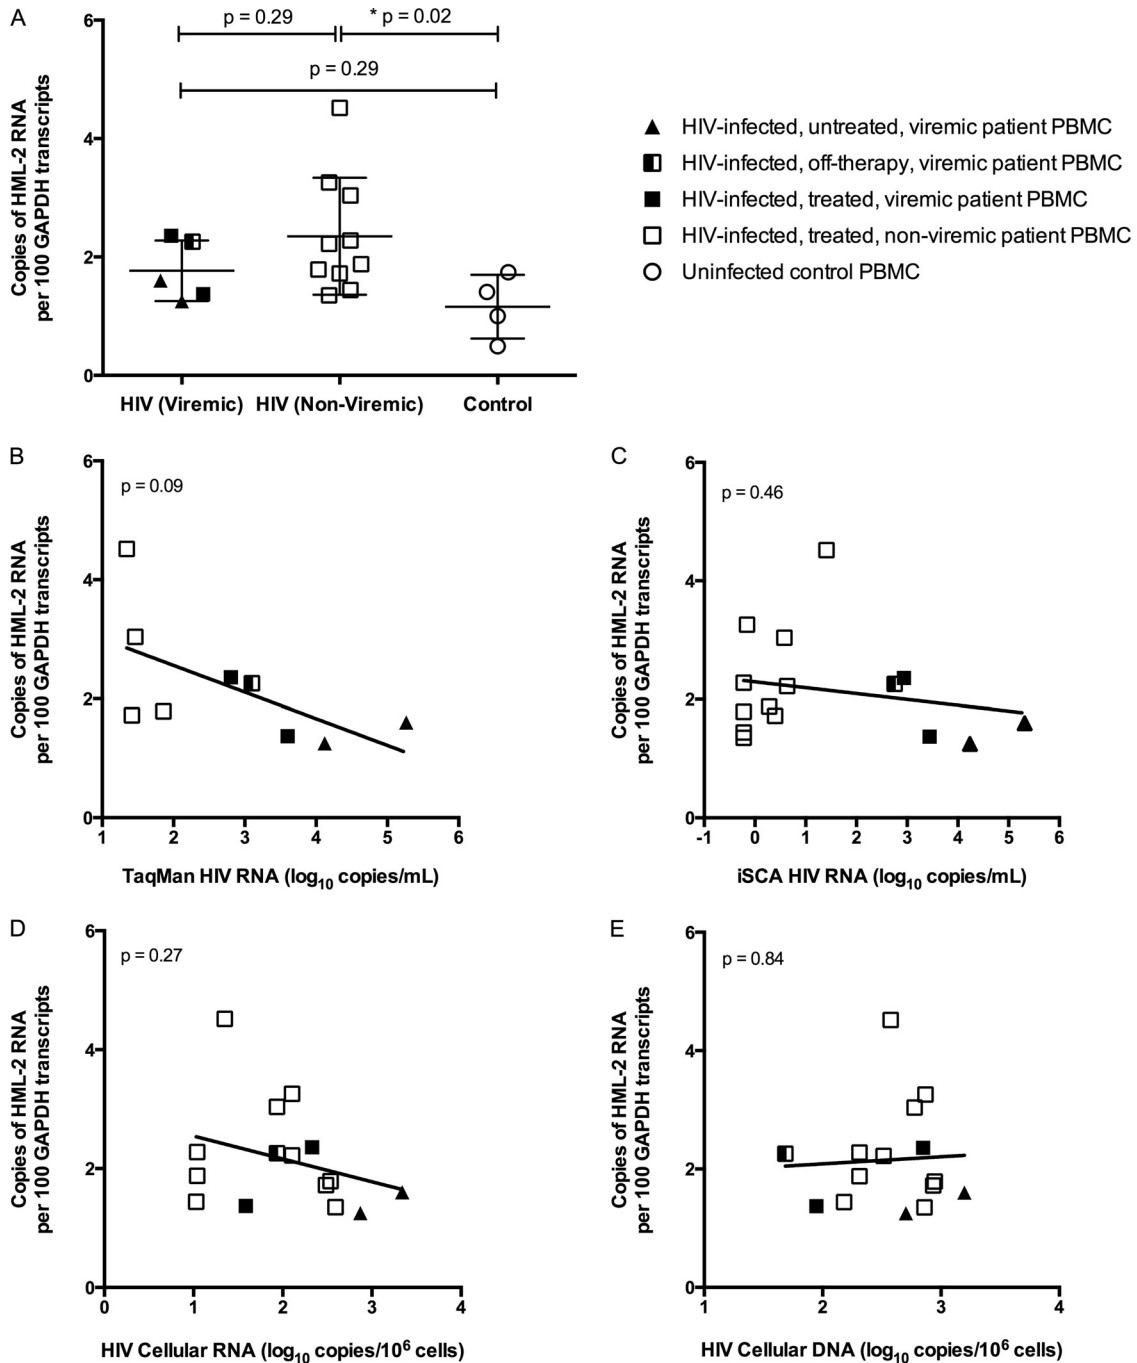 A
6
4
2
0
Copies of HML-2 RNA
per 100 GAPDH transcripts
p = 0.29
* p = 0.02
p = 0.29
HIV (Viremic)
HIV (Non-Viremic)
Control
HIV-infected, untreated, viremic patient PBMC
HIV-infected, off-therapy, viremic patient PBMC
HIV-infected, treated, viremic patient PBMC
HIV-infected, treated, non-viremic patient PBMC
Uninfected control PBMC
B
6
4
2
0
Copies of HML-2 RNA
per 100 GAPDH transcripts
p = 0.09
1 2 3 4 5 6
TaqMan HIV RNA (log10 copies/mL)
C
6
4
2
0
Copies of HML-2 RNA
per 100 GAPDH transcripts
p = 0.46
-1 0 1 2 3 4 5 6
iSCA HIV RNA (log10 copies/mL)
D
6
4
2
0
Copies of HML-2 RNA
per 100 GAPDH transcripts
p = 0.27
0 1 2 3 4
HIV Cellular RNA (log10 copies/10^6 cells)
E
6
4
2
0
Copies of HML-2 RNA
per 100 GAPDH transcripts
p = 0.84
1 2 3 4
HIV Cellular DNA (log10 copies/10^6 cells)